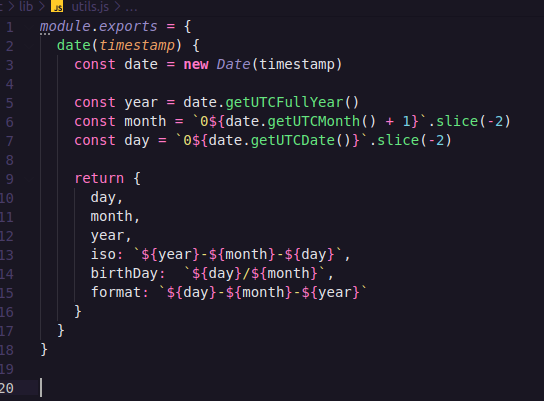 c > lib > JS utils.js > ...
1 module.exports = {
2   date(timestamp) {
3     const date = new Date(timestamp)
4
5     const year = date.getUTCFullYear()
6     const month = `0${date.getUTCMonth() + 1}`.slice(-2)
7     const day = `0${date.getUTCDate()}`.slice(-2)
8
9     return {
10       day,
11       month,
12       year,
13       iso: `${year}-${month}-${day}`,
14       birthDay:  `${day}/${month}`,
15       format: `${day}-${month}-${year}`
16     }
17   }
18 }
19
20